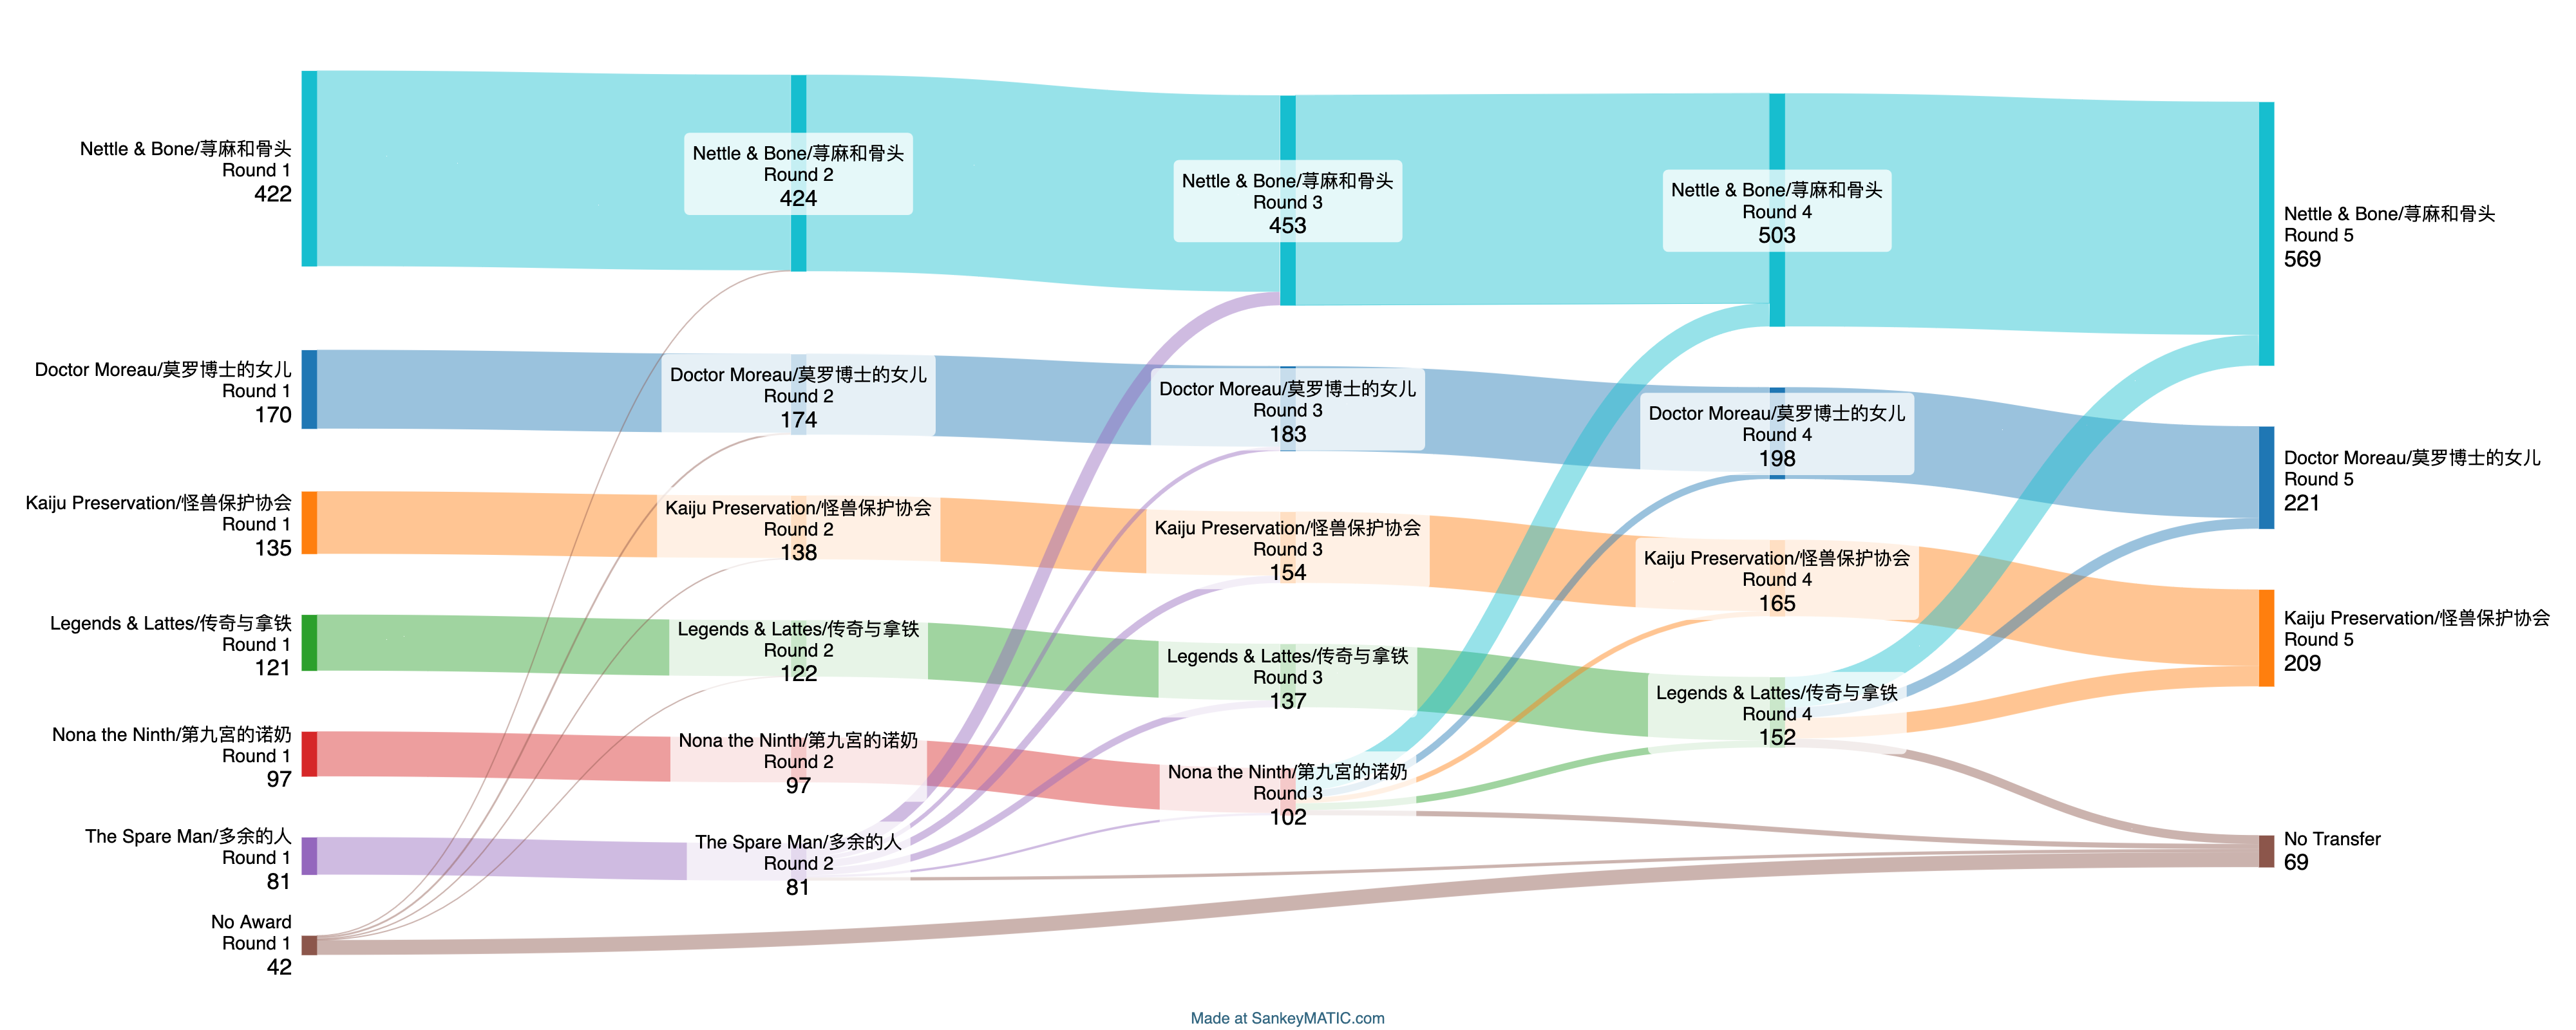 Nettle & Bone/荨麻和骨头
Round 1
422
Doctor Moreau/莫罗博士的女儿
Round 1
170
Kaiju Preservation/怪兽保护协会
Round 1
135
Legends & Lattes/传奇与拿铁
Round 1
121
Nona the Ninth/第九宫的诺奶
Round 1
97
The Spare Man/多余的人
Round 1
81
No Award
Round 1
42
Nettle & Bone/荨麻和骨头
Round 2
424
Doctor Moreau/莫罗博士的女儿
Round 2
174
Kaiju Preservation/怪兽保护协会
Round 2
138
Legends & Lattes/传奇与拿铁
Round 2
122
Nona the Ninth/第九宫的诺奶
Round 2
97
The Spare Man/多余的人
Round 2
81
Nettle & Bone/荨麻和骨头
Round 3
453
Doctor Moreau/莫罗博士的女儿
Round 3
183
Kaiju Preservation/怪兽保护协会
Round 3
154
Legends & Lattes/传奇与拿铁
Round 3
137
Nona the Ninth/第九宫的诺奶
Round 3
102
Nettle & Bone/荨麻和骨头
Round 4
503
Doctor Moreau/莫罗博士的女儿
Round 4
198
Kaiju Preservation/怪兽保护协会
Round 4
165
Legends & Lattes/传奇与拿铁
Round 4
152
Nettle & Bone/荨麻和骨头
Round 5
569
Doctor Moreau/莫罗博士的女儿
Round 5
221
Kaiju Preservation/怪兽保护协会
Round 5
209
No Transfer
69
Made at SankeyMATIC.com